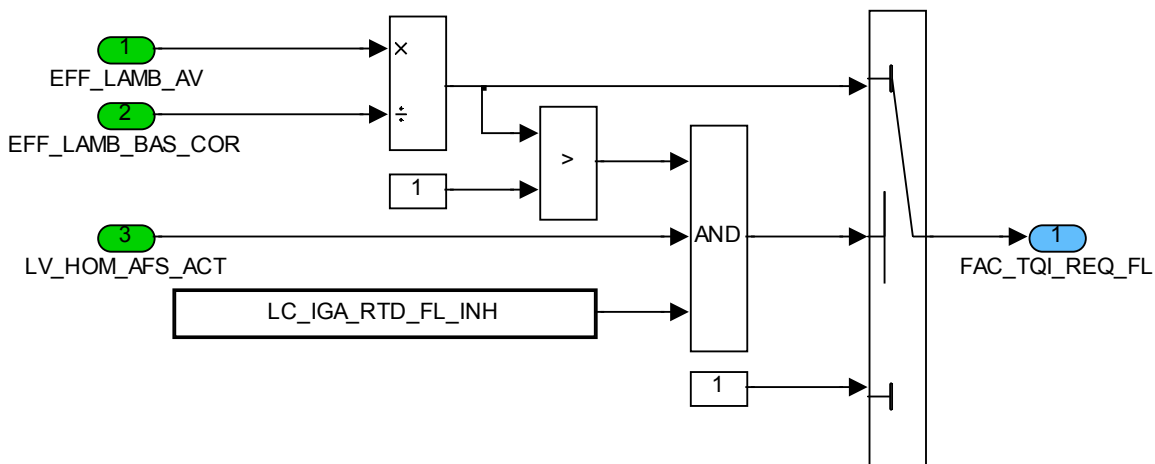 1
EFF_LAMB_AV
×
2
EFF_LAMB_BAS_COR
÷
1
>
3
LV_HOM_AFS_ACT
AND
1
FAC_TQI_REQ_FL
LC_IGA_RTD_FL_INH
1